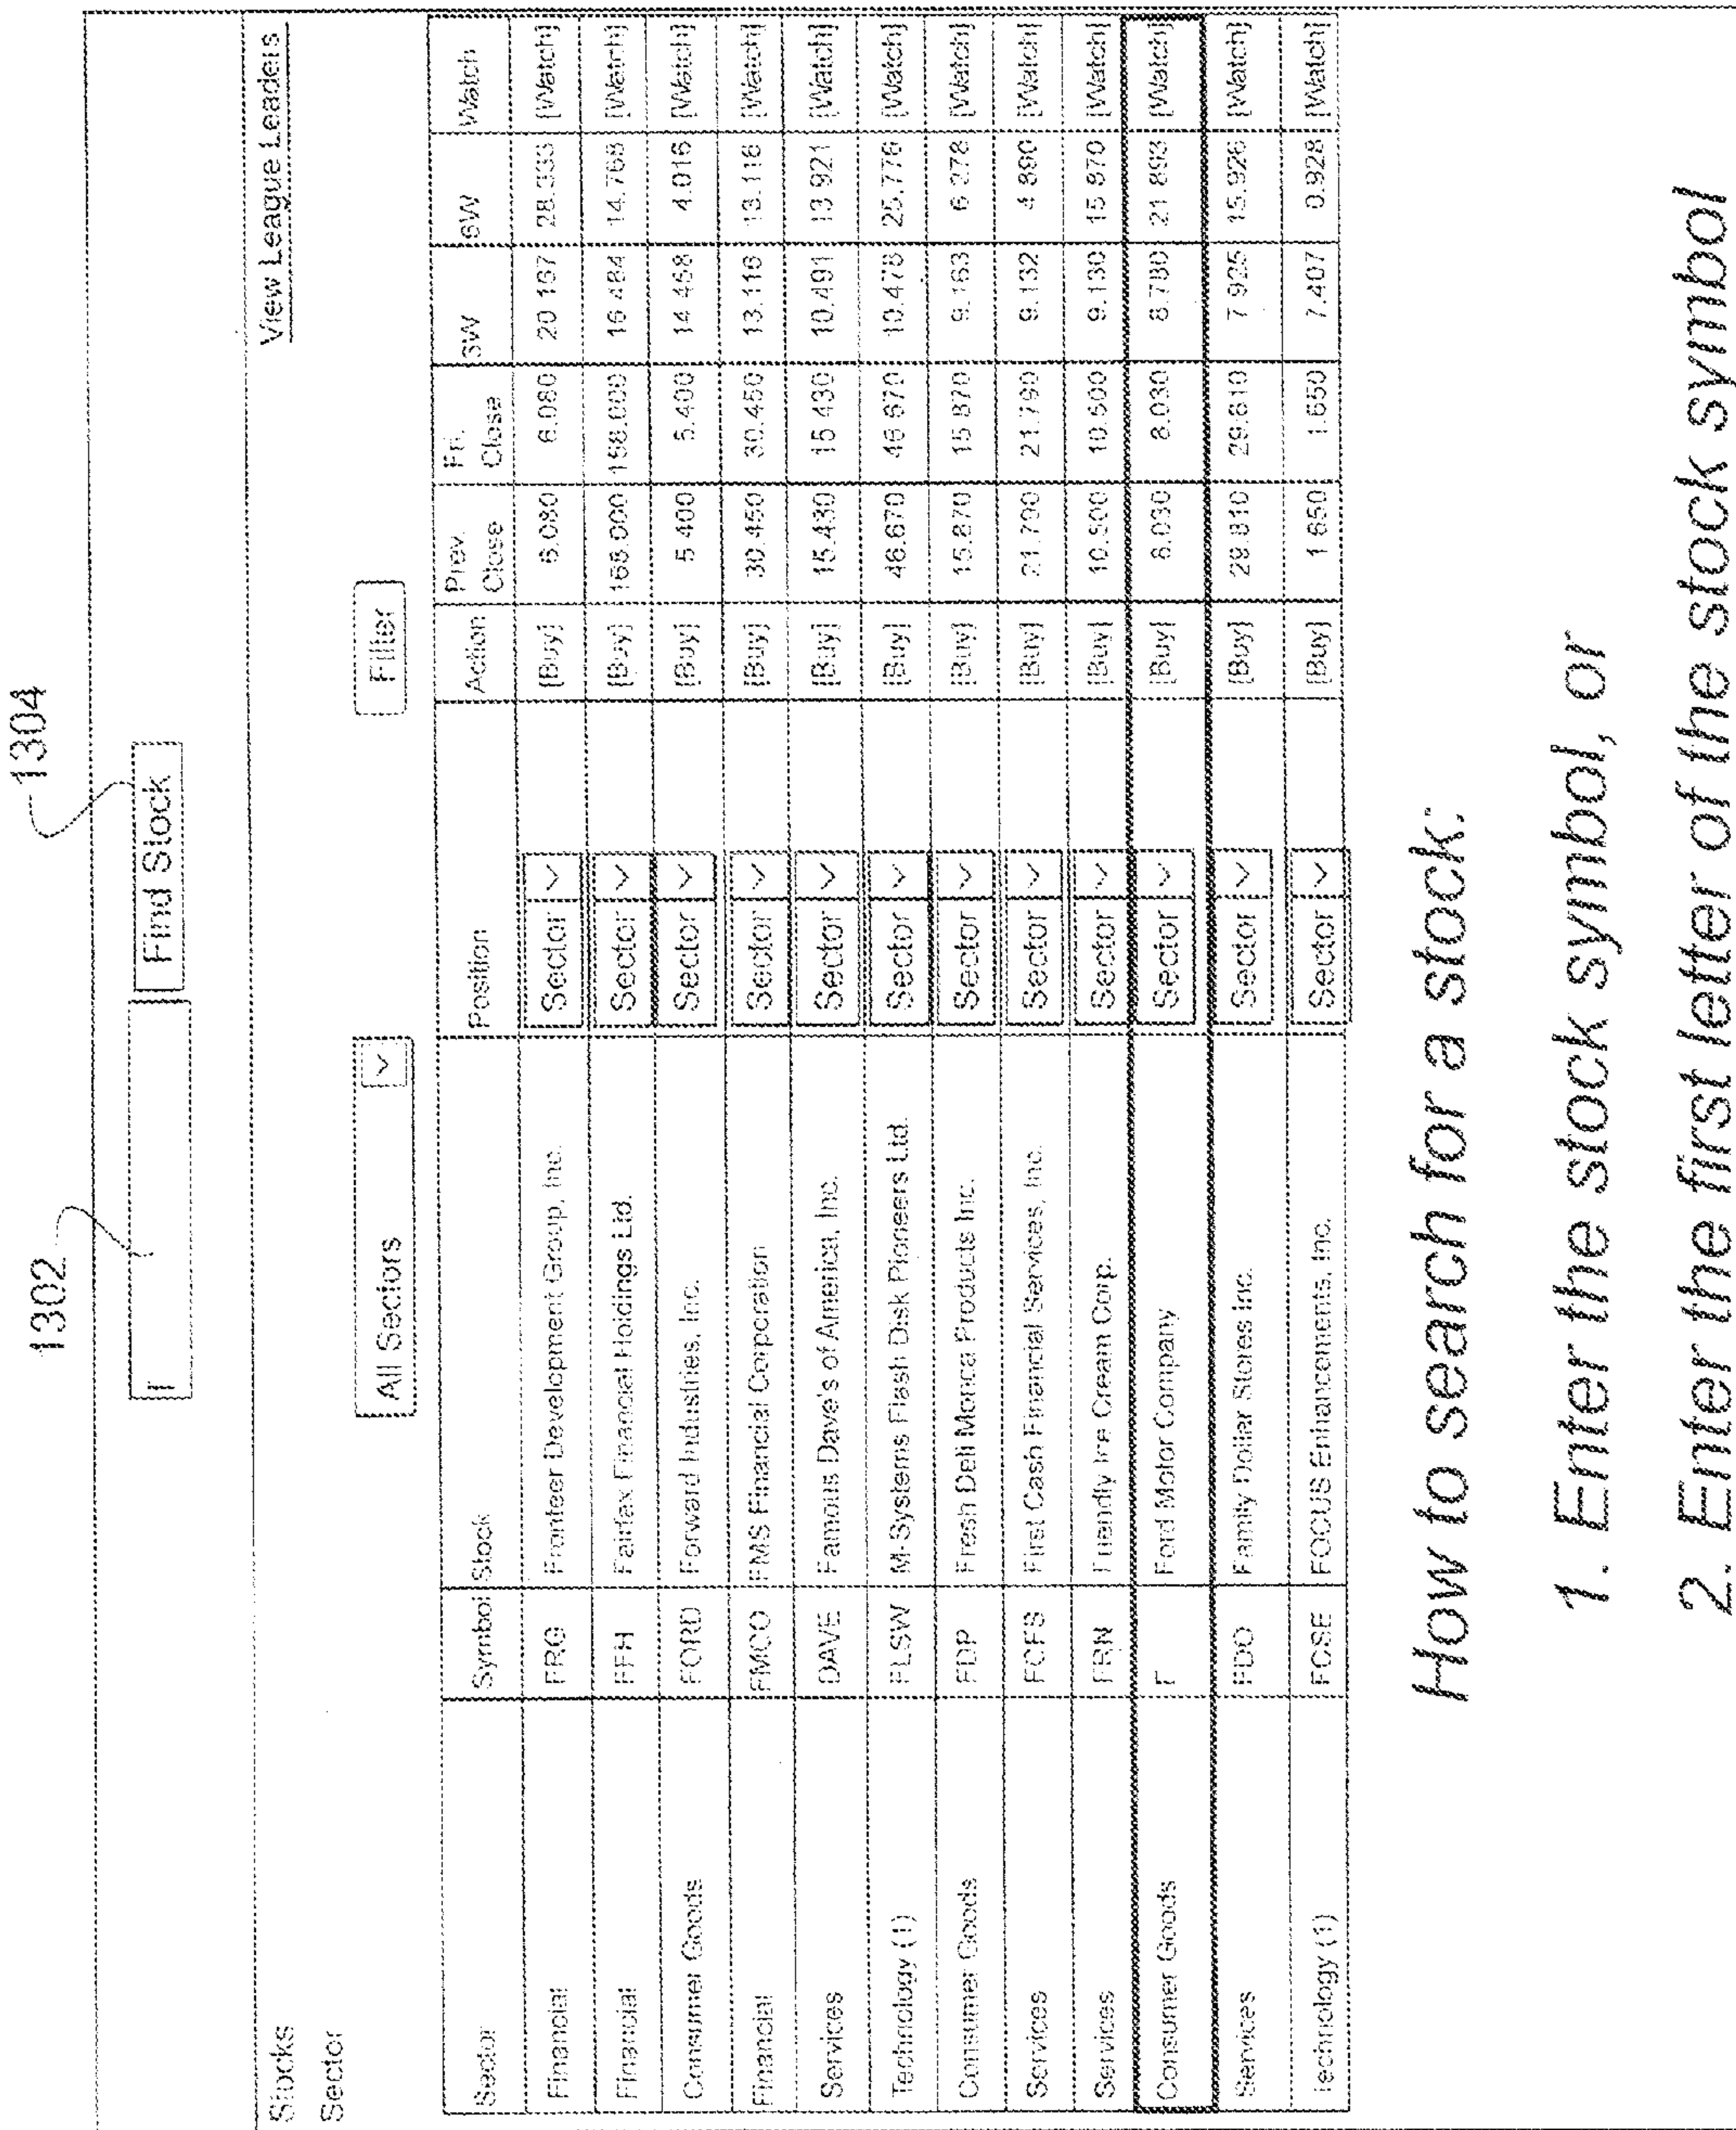 1302
1304
Find Stock
View League Leaders
Stocks
Sector
All Sectors
Filter
Sector Symbol Stock Position Action Prev. Close Fri. Close SW 6W Watch
Financial FRG Fronteer Development Group, Inc. Sector [Buy] 6.080 6.080 20.167 28.333 [Watch]
Financial FFH Fairfax Financial Holdings Ltd. Sector [Buy] 158.000 16.484 14.768 [Watch]
Consumer Goods FORD Forward Industries, Inc. Sector [Buy] 5.400 5.400 14.458 4.016 [Watch]
Financial FMCO FMS Financial Corporation Sector [Buy] 30.450 30.450 13.116 13.116 [Watch]
Services DAVE Famous Dave's of America, Inc. Sector [Buy] 15.430 15.430 10.491 13.921 [Watch]
Technology (1) FLSW M-Systems Flash Disk Pioneers Ltd. Sector [Buy] 46.670 46.670 10.478 25.776 [Watch]
Consumer Goods FDP Fresh Dell Monca Products Inc. Sector [Buy] 15.870 15.870 9.163 6.278 [Watch]
Services FCFS First Cash Financial Services, Inc. Sector [Buy] 21.790 21.790 9.132 4.890 [Watch]
Services FRN Friendly Ice Cream Corp. Sector [Buy] 10.500 10.500 9.130 15.870 [Watch]
Consumer Goods F Ford Motor Company Sector [Buy] 8.030 8.030 8.780 21.893 [Watch]
Services FDO Family Dollar Stores Inc. Sector [Buy] 29.810 29.810 7.925 15.926 [Watch]
Technology (1) FCSE FOCUS Enhancements, Inc. Sector [Buy] 1.650 1.650 7.407 0.928 [Watch]
How to search for a stock:
1. Enter the stock symbol, or
2. Enter the first letter of the stock symbol